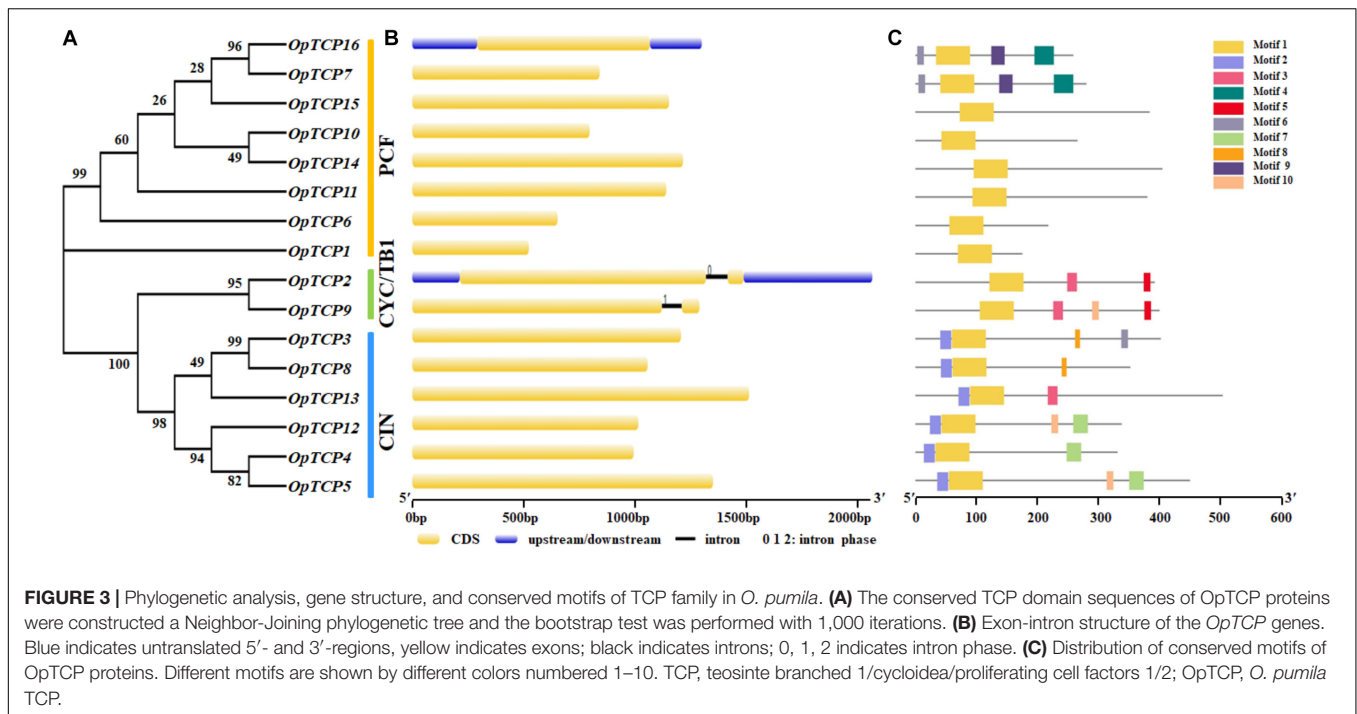 A
B
C
96
28
26
60
49
99
95
99
49
100
98
94
82
OpTCP16
OpTCP7
OpTCP15
OpTCP10
OpTCP14
OpTCP11
OpTCP6
OpTCP1
OpTCP2
OpTCP9
OpTCP3
OpTCP8
OpTCP13
OpTCP12
OpTCP4
OpTCP5
PCF
CYC/TB1
CIN
0
1
5′ 3′
0bp 500bp 1000bp 1500bp 2000bp
CDS upstream/downstream intron 0 1 2: intron phase
Motif 1
Motif 2
Motif 3
Motif 4
Motif 5
Motif 6
Motif 7
Motif 8
Motif 9
Motif 10
5′ 3′
0 100 200 300 400 500 600
FIGURE 3 | Phylogenetic analysis, gene structure, and conserved motifs of TCP family in O. pumila. (A) The conserved TCP domain sequences of OpTCP proteins
were constructed a Neighbor-Joining phylogenetic tree and the bootstrap test was performed with 1,000 iterations. (B) Exon-intron structure of the OpTCP genes.
Blue indicates untranslated 5′- and 3′-regions, yellow indicates exons; black indicates introns; 0, 1, 2 indicates intron phase. (C) Distribution of conserved motifs of
OpTCP proteins. Different motifs are shown by different colors numbered 1–10. TCP, teosinte branched 1/cycloidea/proliferating cell factors 1/2; OpTCP, O. pumila
TCP.